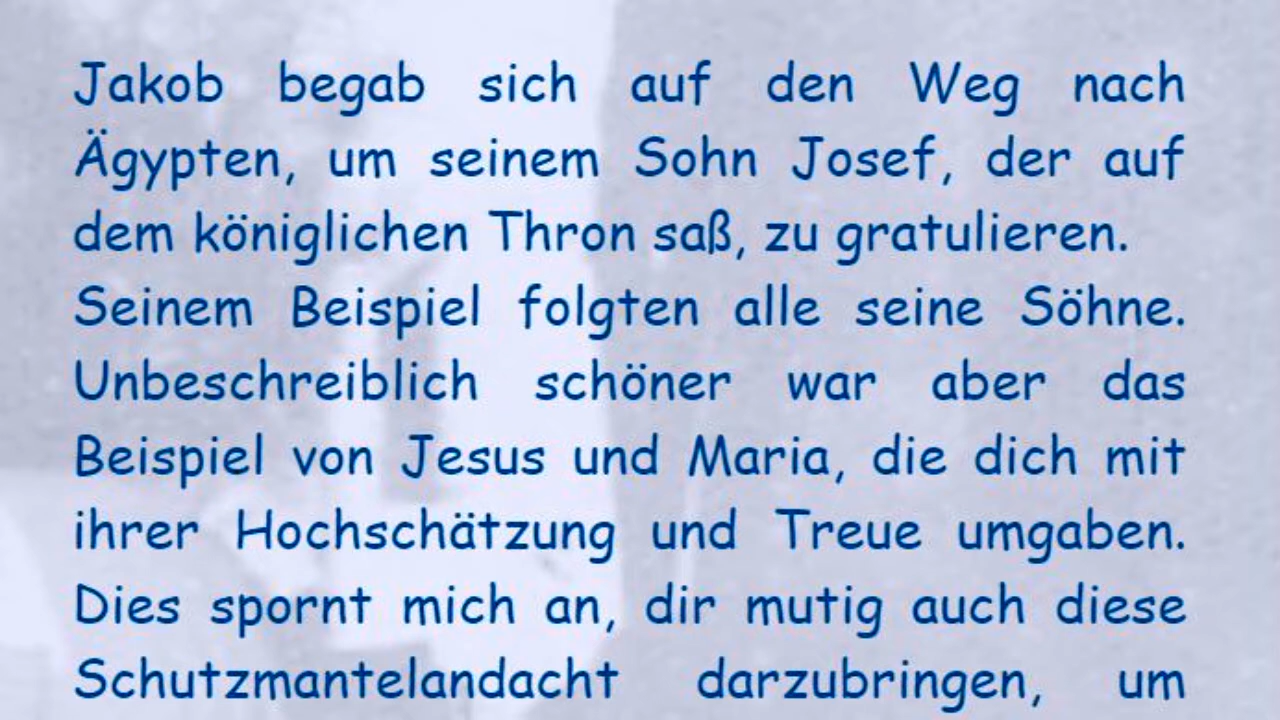 Jakob begab sich auf den Weg nach
Ägypten, um seinem Sohn Josef, der auf
dem königlichen Thron saß, zu gratulieren.
Seinem Beispiel folgten alle seine Söhne.
Unbeschreiblich schöner war aber das
Beispiel von Jesus und Maria, die dich mit
ihrer Hochschätzung und Treue umgaben.
Dies spornt mich an, dir mutig auch diese
Schutzmantelandacht darzubringen, um